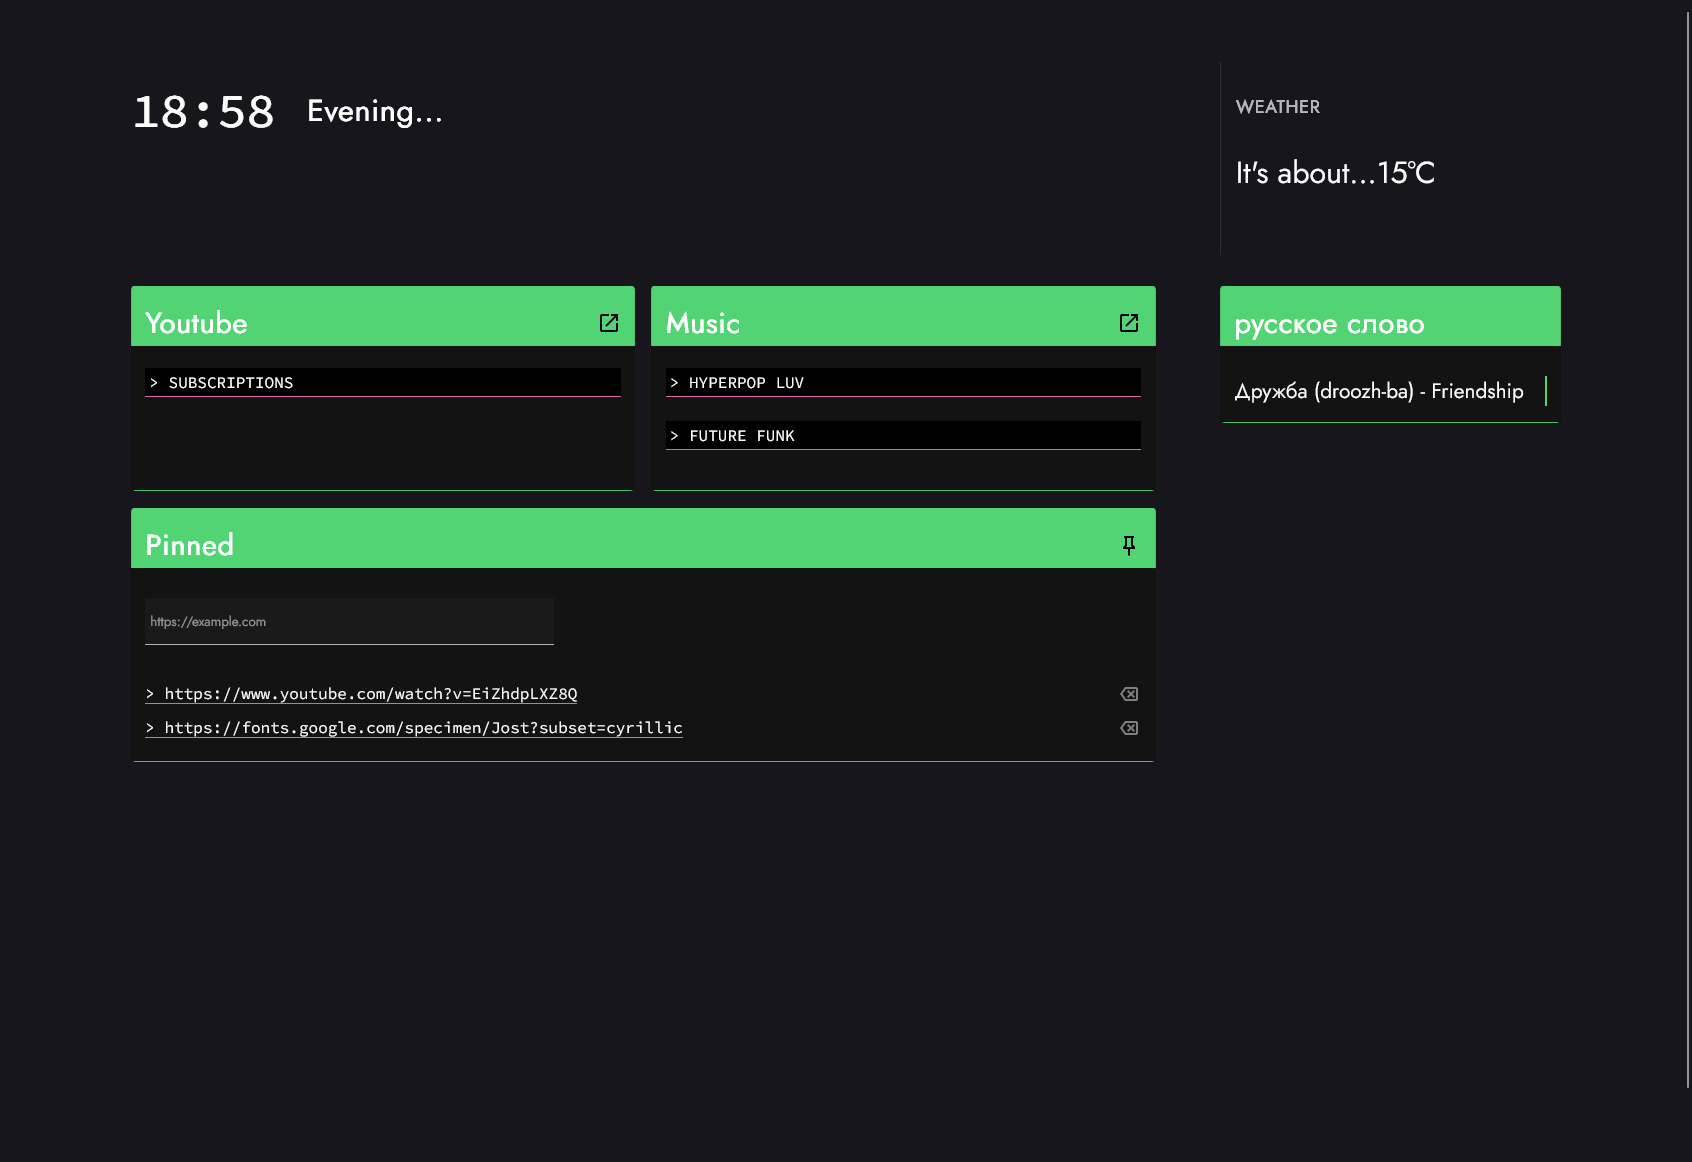 18:58 Evening...
WEATHER
It's about...15°C
Youtube
> SUBSCRIPTIONS
Music
> HYPERPOP LUV
> FUTURE FUNK
русское слово
Дружба (droozh-ba) - Friendship
Pinned
https://example.com
> https://www.youtube.com/watch?v=EiZhdpLXZ8Q
> https://fonts.google.com/specimen/Jost?subset=cyrillic